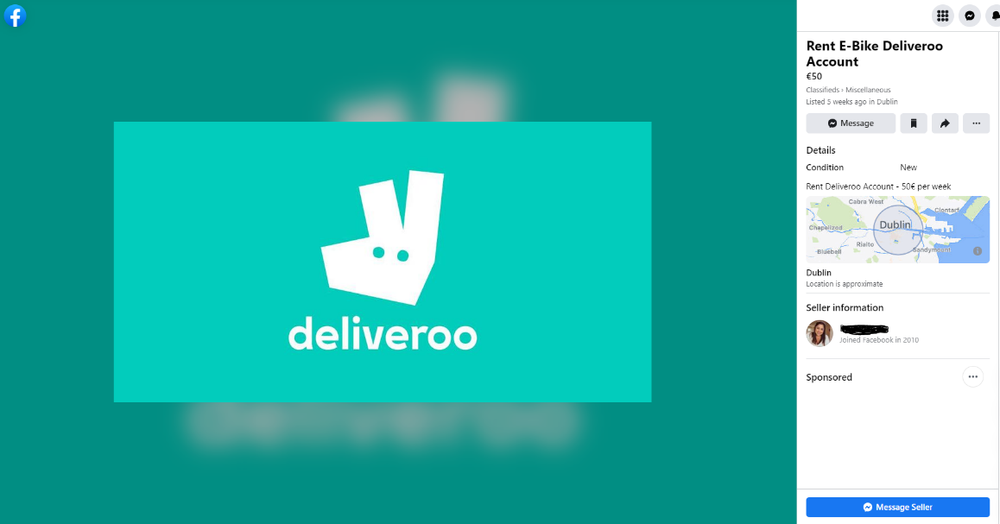 deliveroo
deliveroo
Rent E-Bike Deliveroo
Account
€50
Classifieds › Miscellaneous
Listed 5 weeks ago in Dublin
Message
Details
Condition New
Rent Deliveroo Account - 50€ per week
Cabra West
Clontarf
Dublin
Chapelizod
Rialto
Sandymount
Bluebell
Dublin
Location is approximate
Seller information
Joined Facebook in 2010
Sponsored
Message Seller